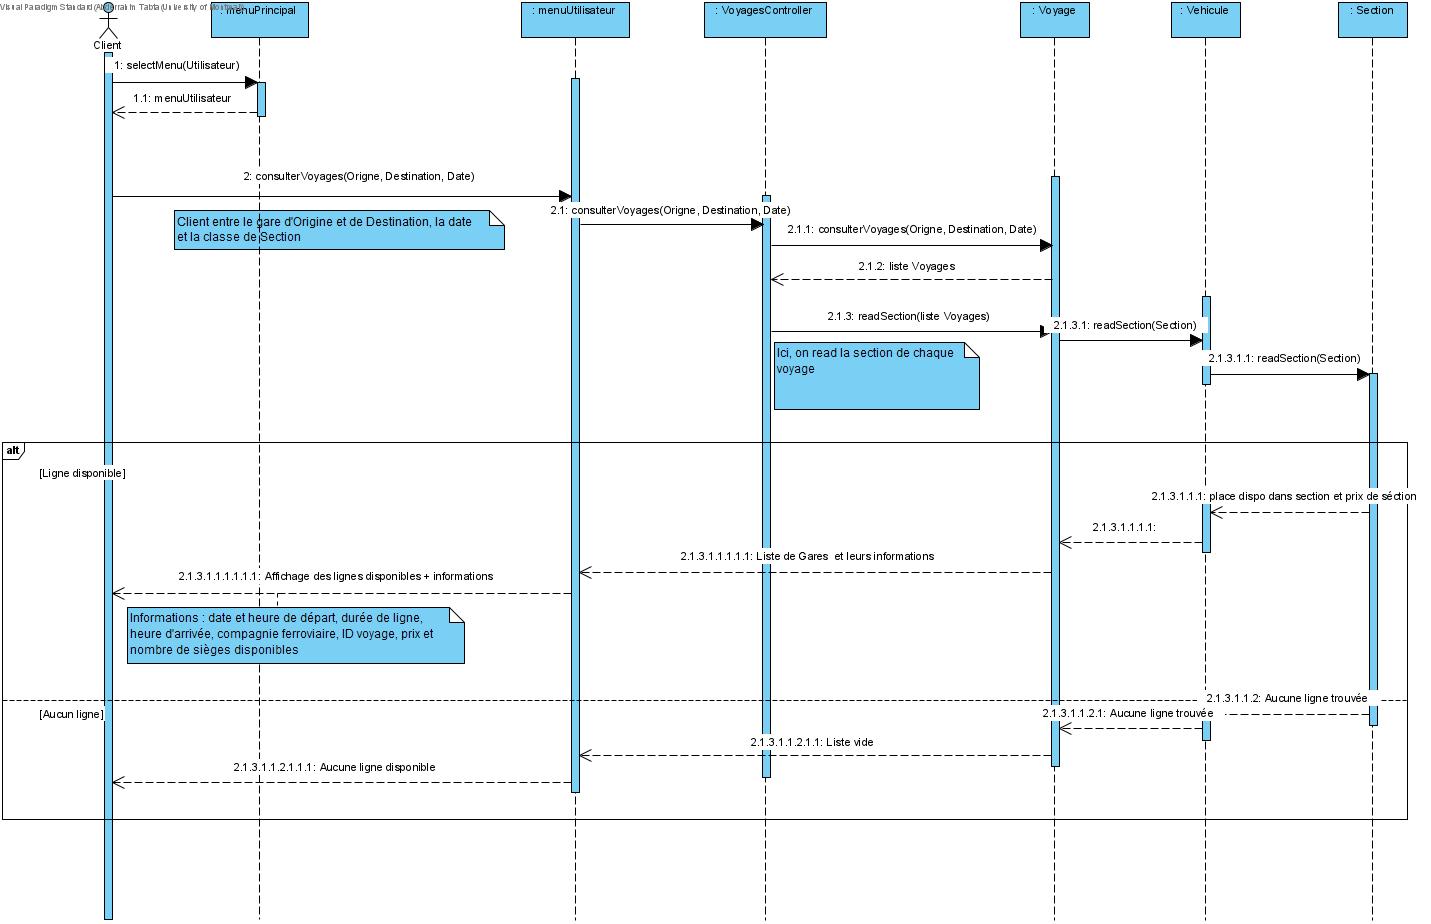 Visual Paradigm Standard(Abderrahim Tabta(University of Montreal))
: menuPrincipal
: menuUtilisateur
: VoyagesController
: Voyage
: Vehicule
: Section
Client
1: selectMenu(Utilisateur)
1.1: menuUtilisateur
2: consulterVoyages(Origne, Destination, Date)
Client entre le gare d'Origine et de Destination, la date
et la classe de Section
2.1: consulterVoyages(Origne, Destination, Date)
2.1.1: consulterVoyages(Origne, Destination, Date)
2.1.2: liste Voyages
2.1.3: readSection(liste Voyages)
2.1.3.1: readSection(Section)
Ici, on read la section de chaque
voyage
2.1.3.1.1: readSection(Section)
alt
[Ligne disponible]
2.1.3.1.1.1: place dispo dans section et prix de séction
2.1.3.1.1.1.1:
2.1.3.1.1.1.1.1: Liste de Gares et leurs informations
2.1.3.1.1.1.1.1.1: Affichage des lignes disponibles + informations
Informations : date et heure de départ, durée de ligne,
heure d'arrivée, compagnie ferroviaire, ID voyage, prix et
nombre de sièges disponibles
2.1.3.1.1.2: Aucune ligne trouvée
[Aucun ligne]
2.1.3.1.1.2.1: Aucune ligne trouvée
2.1.3.1.1.2.1.1: Liste vide
2.1.3.1.1.2.1.1.1: Aucune ligne disponible